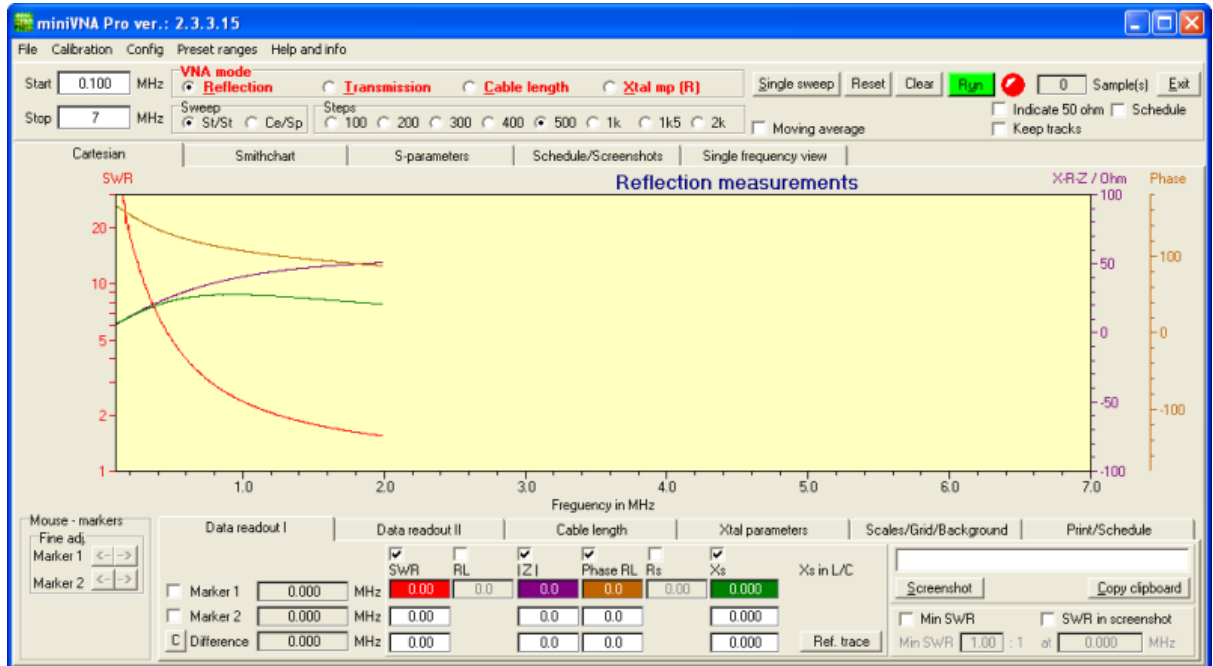 miniVNA Pro ver.: 2.3.3.15
File Calibration Config Preset ranges Help and info
Start 0.100 MHz VNA mode Reflection Transmission Cable length Xtal mp (R) Single sweep Reset Clear Run 0 Sample(s) Exit
Stop 7 MHz Sweep St/St Ce/Sp Steps 100 200 300 400 500 1k 1k5 2k Moving average Indicate 50 ohm Schedule
Keep tracks
Cartesian Smithchart S-parameters Schedule/Screenshots Single frequency view
SWR Reflection measurements X-R-Z / Ohm Phase
100
20
50 100
10
5 0 0
-50
2 -100
1 -100
1.0 2.0 3.0 4.0 5.0 6.0 7.0
Freguency in MHz
Mouse - markers Data readout I Data readout II Cable length Xtal parameters Scales/Grid/Background Print/Schedule
Fine adj.
Marker 1 <- ->
Marker 2 <- ->
SWR RL |Z| Phase RL Rs Xs Xs in L/C
Marker 1 0.000 MHz 0.00 0.0 0.0 0.0 0.00 0.000 Screenshot Copy clipboard
Marker 2 0.000 MHz 0.00 0.0 0.0 0.000 Min SWR SWR in screenshot
C Difference 0.000 MHz 0.00 0.0 0.0 0.000 Ref. trace Min SWR 1.00 : 1 at 0.000 MHz